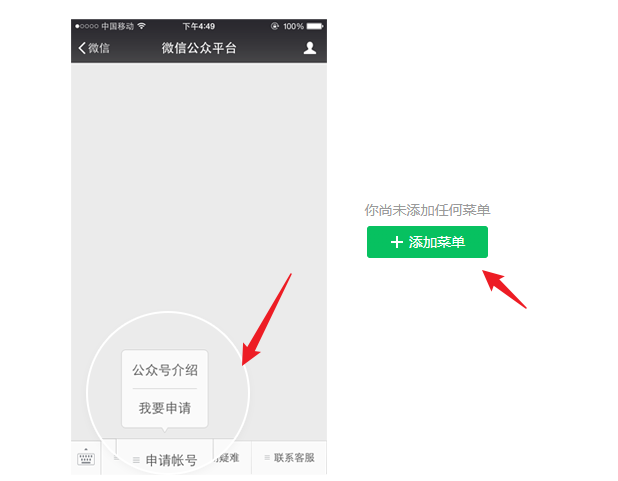 中国移动 下午4:49 100%
微信 微信公众平台
你尚未添加任何菜单
添加菜单
公众号介绍
我要申请
申请帐号 疑难 联系客服